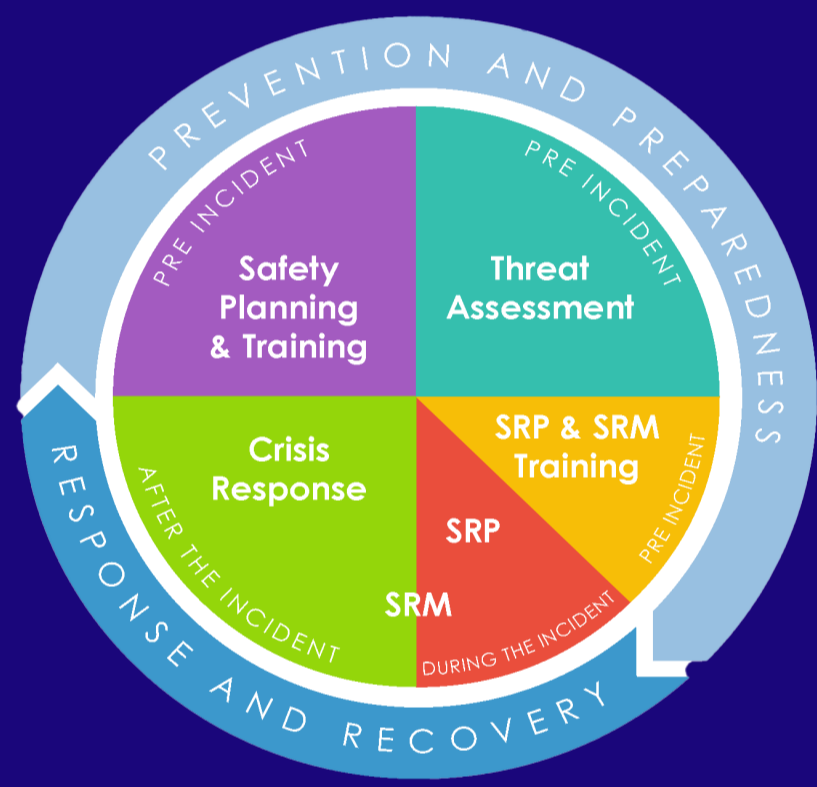 PREVENTION AND PREPAREDNESS
PRE INCIDENT
Safety
Planning
& Training
PRE INCIDENT
Threat
Assessment
SRP & SRM
Training
PRE INCIDENT
SRP
SRM
DURING THE INCIDENT
Crisis
Response
AFTER THE INCIDENT
RESPONSE AND RECOVERY